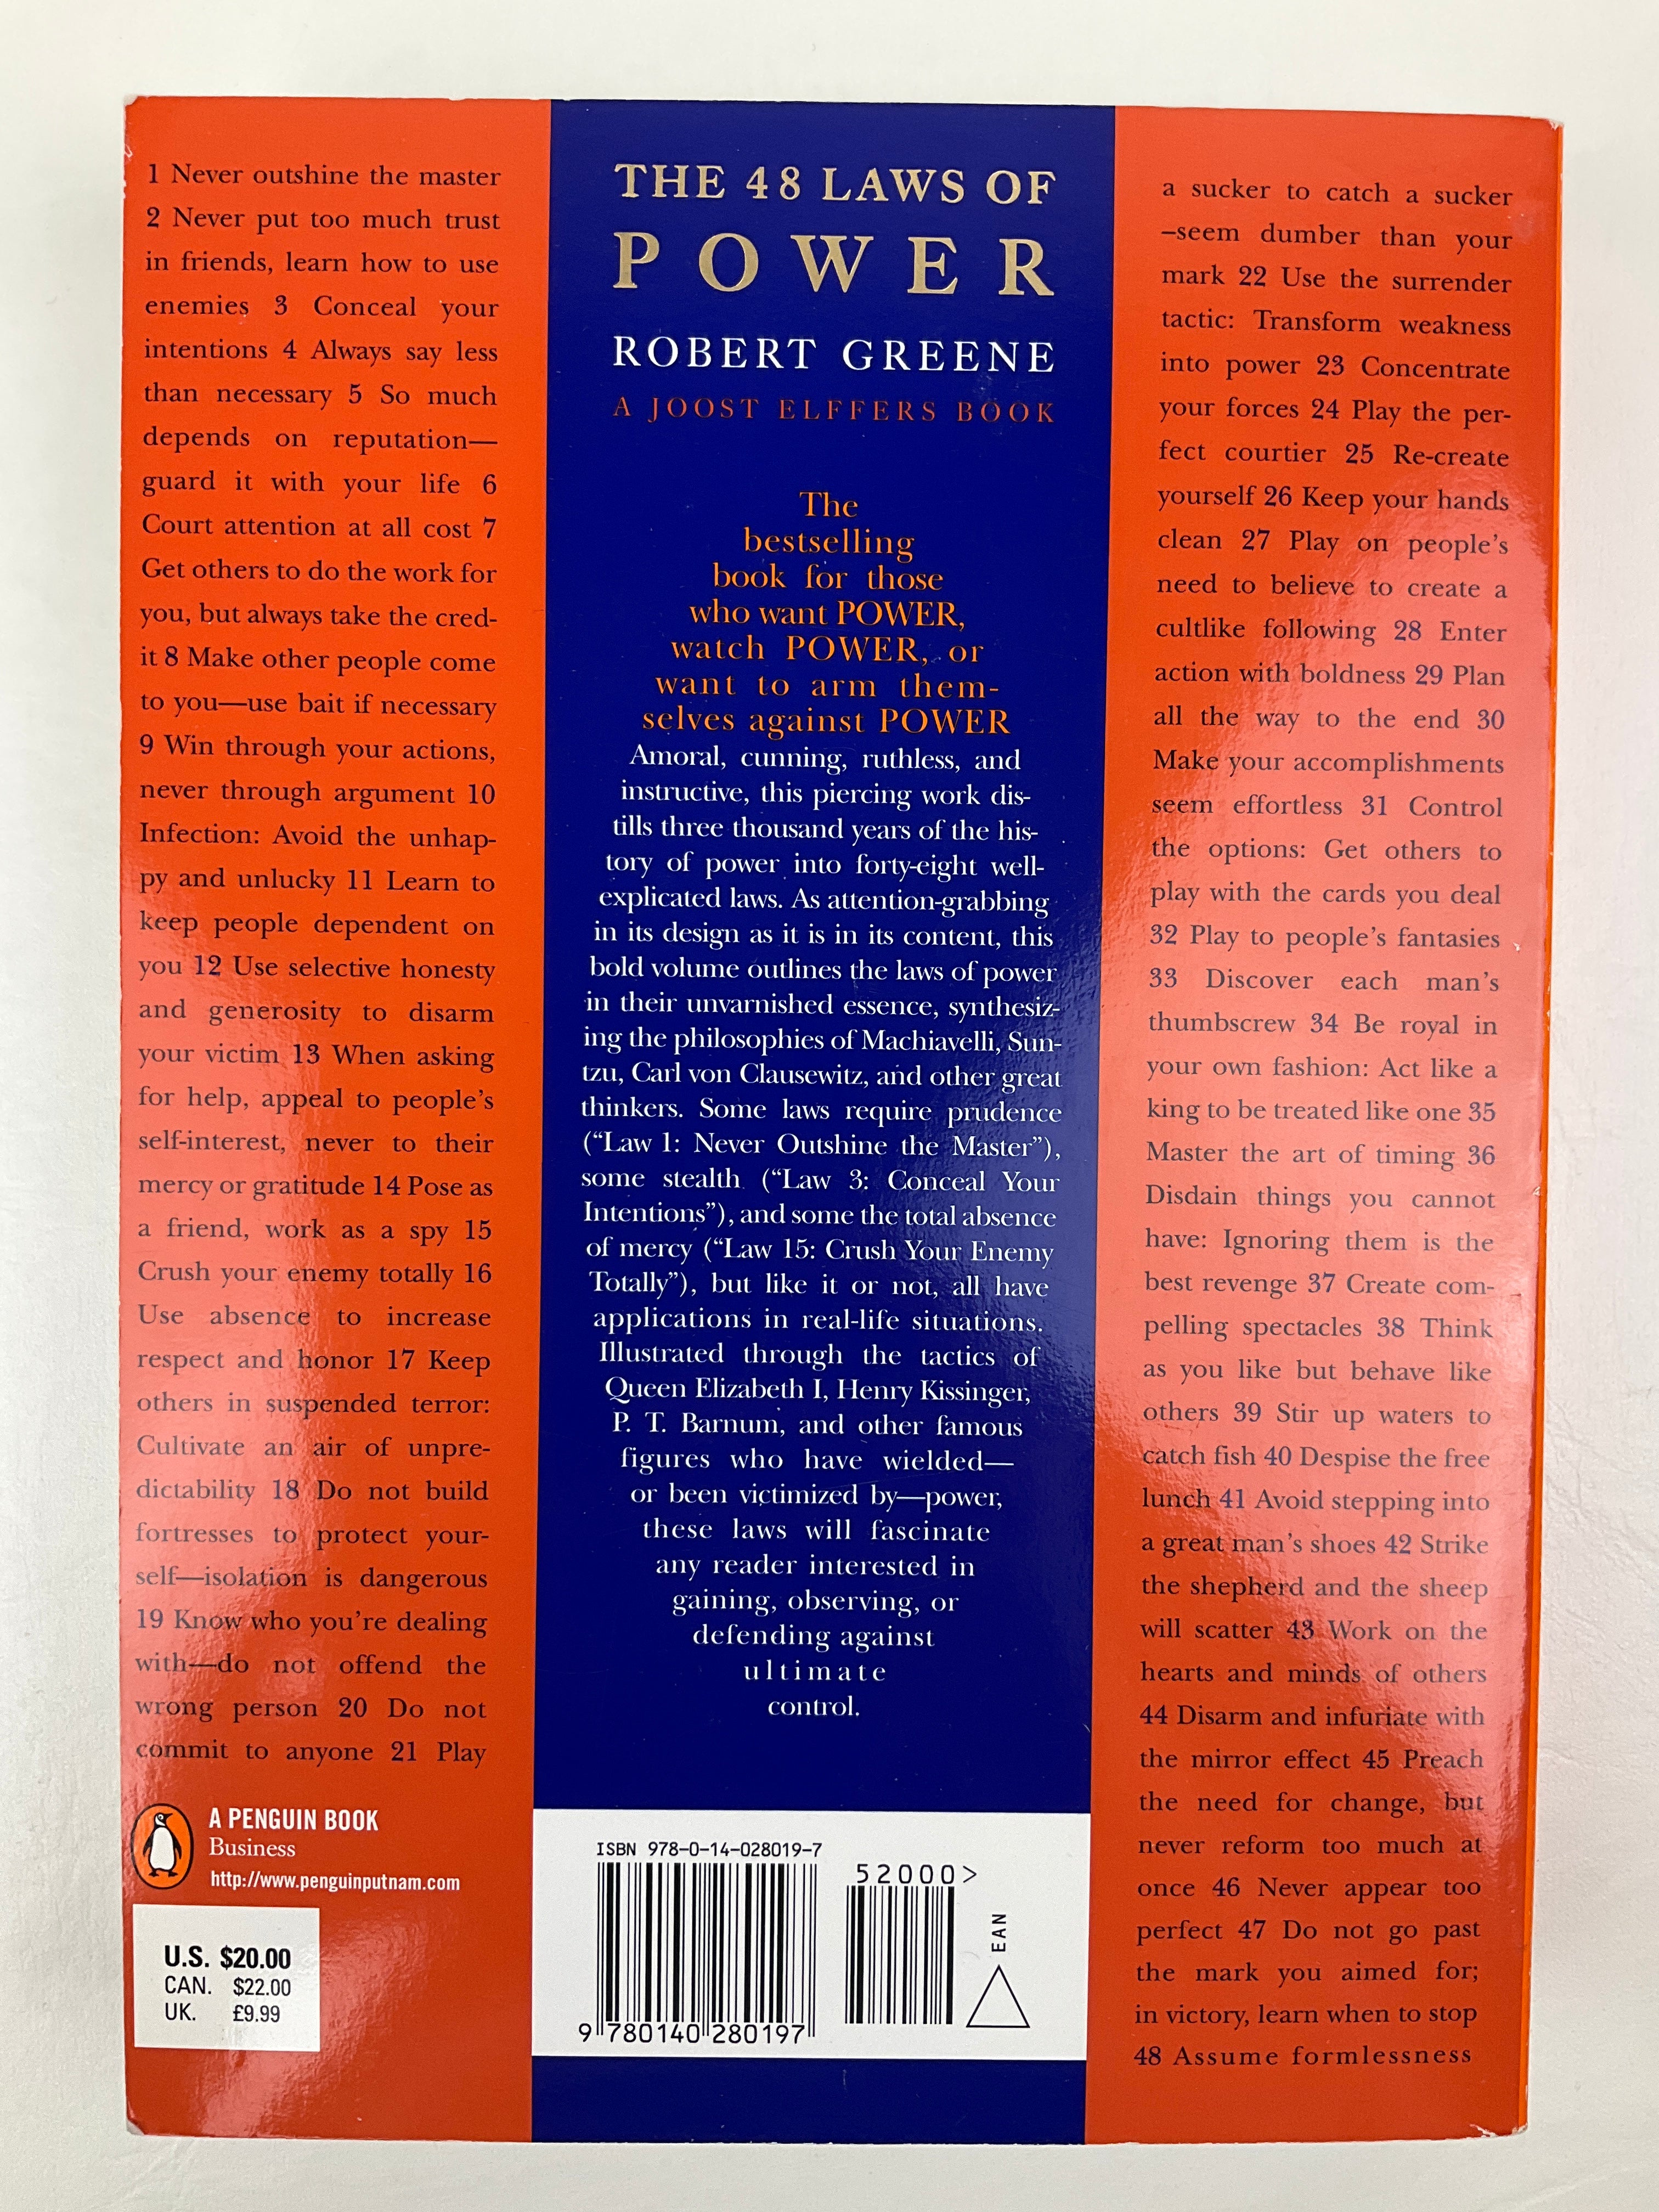 1 Never outshine the master
2 Never put too much trust
in friends, learn how to use
enemies 3 Conceal your
intentions 4 Always say less
than necessary 5 So much
depends on reputation—
guard it with your life 6
Court attention at all cost 7
Get others to do the work for
you, but always take the cred-
it 8 Make other people come
to you—use bait if necessary
9 Win through your actions,
never through argument 10
Infection: Avoid the unhap-
py and unlucky 11 Learn to
keep people dependent on
you 12 Use selective honesty
and generosity to disarm
your victim 13 When asking
for help, appeal to people's
self-interest, never to their
mercy or gratitude 14 Pose as
a friend, work as a spy 15
Crush your enemy totally 16
Use absence to increase
respect and honor 17 Keep
others in suspended terror:
Cultivate an air of unpre-
dictability 18 Do not build
fortresses to protect your-
self—isolation is dangerous
19 Know who you're dealing
with—do not offend the
wrong person 20 Do not
commit to anyone 21 Play
A PENGUIN BOOK
Business
http://www.penguinputnam.com
U.S. $20.00
CAN. $22.00
UK. £9.99
THE 48 LAWS OF
POWER
ROBERT GREENE
A JOOST ELFFERS BOOK
The
bestselling
book for those
who want POWER,
watch POWER, or
want to arm them-
selves against POWER
Amoral, cunning, ruthless, and
instructive, this piercing work dis-
tills three thousand years of the his-
tory of power into forty-eight well-
explicated laws. As attention-grabbing
in its design as it is in its content, this
bold volume outlines the laws of power
in their unvarnished essence, synthesiz-
ing the philosophies of Machiavelli, Sun-
tzu, Carl von Clausewitz, and other great
thinkers. Some laws require prudence
(“Law 1: Never Outshine the Master”),
some stealth (“Law 3: Conceal Your
Intentions”), and some the total absence
of mercy (“Law 15: Crush Your Enemy
Totally”), but like it or not, all have
applications in real-life situations.
Illustrated through the tactics of
Queen Elizabeth I, Henry Kissinger,
P. T. Barnum, and other famous
figures who have wielded—
or been victimized by—power,
these laws will fascinate
any reader interested in
gaining, observing, or
defending against
ultimate
control.
ISBN 978-0-14-028019-7
52000>
EAN
9 780140 280197
a sucker to catch a sucker
–seem dumber than your
mark 22 Use the surrender
tactic: Transform weakness
into power 23 Concentrate
your forces 24 Play the per-
fect courtier 25 Re-create
yourself 26 Keep your hands
clean 27 Play on people's
need to believe to create a
cultlike following 28 Enter
action with boldness 29 Plan
all the way to the end 30
Make your accomplishments
seem effortless 31 Control
the options: Get others to
play with the cards you deal
32 Play to people's fantasies
33 Discover each man's
thumbscrew 34 Be royal in
your own fashion: Act like a
king to be treated like one 35
Master the art of timing 36
Disdain things you cannot
have: Ignoring them is the
best revenge 37 Create com-
pelling spectacles 38 Think
as you like but behave like
others 39 Stir up waters to
catch fish 40 Despise the free
lunch 41 Avoid stepping into
a great man's shoes 42 Strike
the shepherd and the sheep
will scatter 43 Work on the
hearts and minds of others
44 Disarm and infuriate with
the mirror effect 45 Preach
the need for change, but
never reform too much at
once 46 Never appear too
perfect 47 Do not go past
the mark you aimed for;
in victory, learn when to stop
48 Assume formlessness